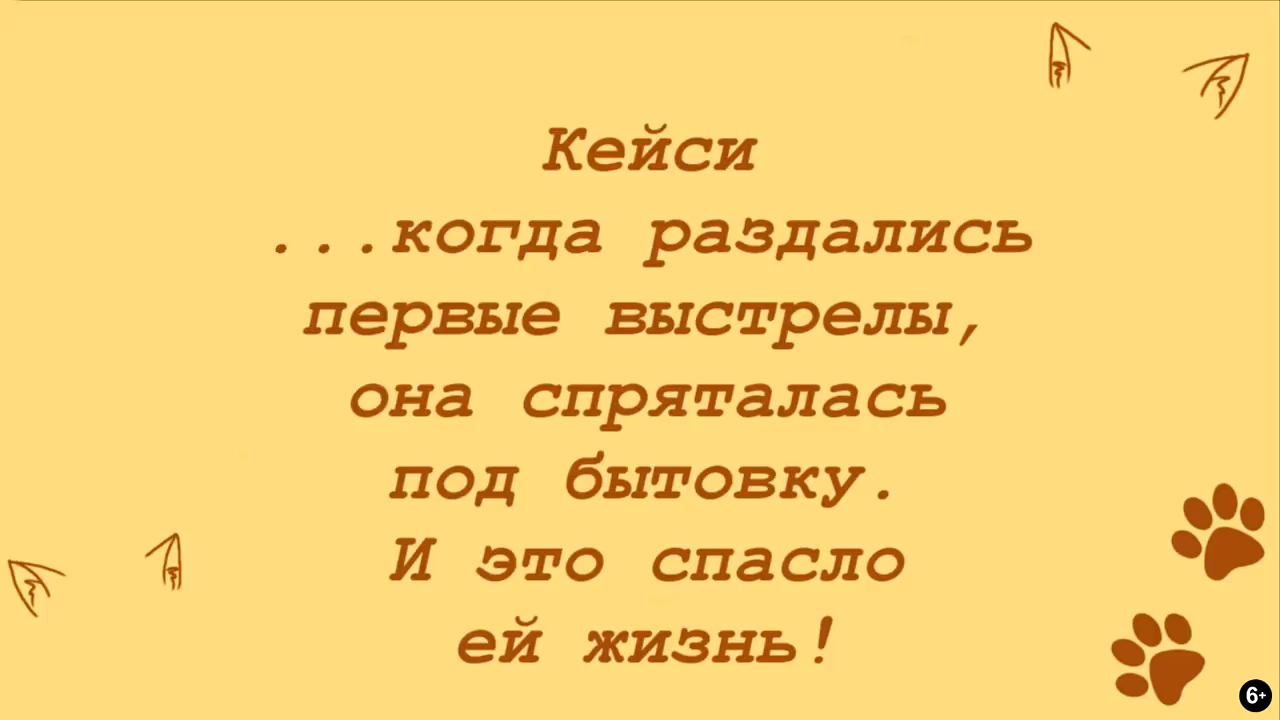 Кейси
...когда раздались
первые выстрелы,
она спряталась
под бытовку.
И это спасло
ей жизнь!
6+